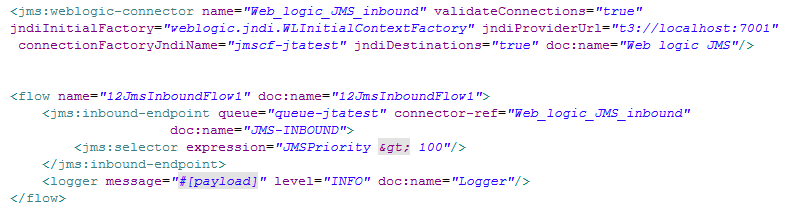 <jms:weblogic-connector name="Web_logic_JMS_inbound" validateConnections="true"
jndiInitialFactory="weblogic.jndi.WLInitialContextFactory" jndiProviderUrl="t3://localhost:7001"
connectionFactoryJndiName="jmscf-jtatest" jndiDestinations="true" doc:name="Web logic JMS"/>
<flow name="12JmsInboundFlow1" doc:name="12JmsInboundFlow1">
<jms:inbound-endpoint queue="queue-jtatest" connector-ref="Web_logic_JMS_inbound"
doc:name="JMS-INBOUND">
<jms:selector expression="JMSPriority &gt; 100"/>
</jms:inbound-endpoint>
<logger message="#[payload]" level="INFO" doc:name="Logger"/>
</flow>